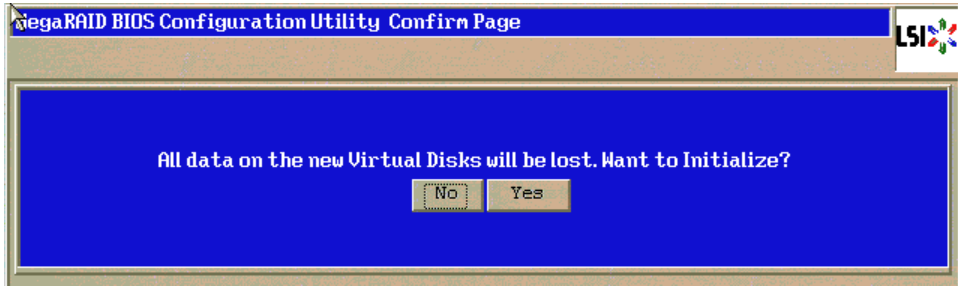 MegaRAID BIOS Configuration Utility Confirm Page
LSI
All data on the new Virtual Disks will be lost. Want to Initialize?
No
Yes